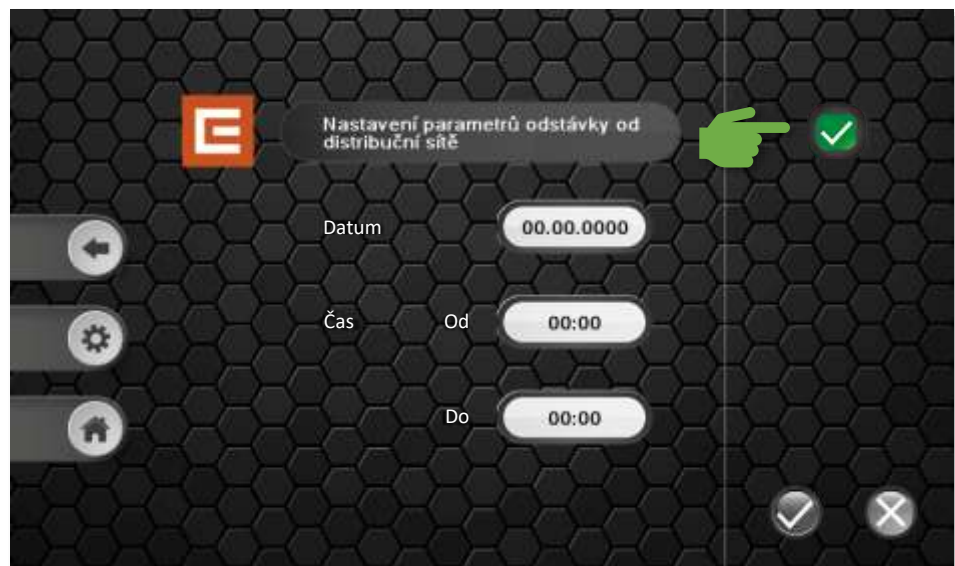 Nastavení parametrů odstávky od
distribuční sítě
Datum
00.00.0000
Čas
Od
00:00
Do
00:00